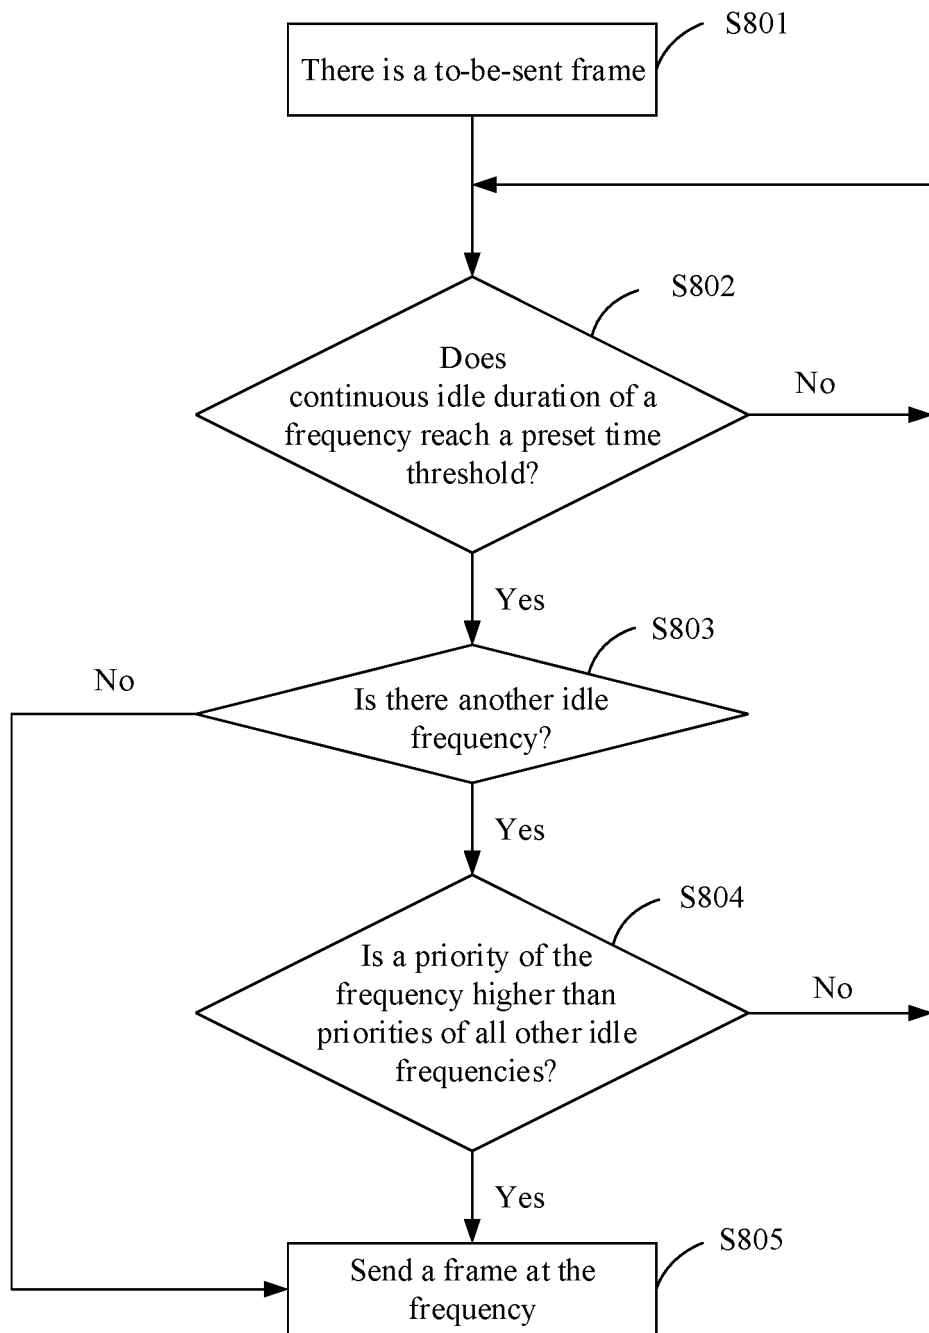 S801
There is a to-be-sent frame
S802
Does
continuous idle duration of a
frequency reach a preset time
threshold?
No
Yes
S803
No
Is there another idle
frequency?
Yes
S804
Is a priority of the
frequency higher than
priorities of all other idle
frequencies?
No
Yes
S805
Send a frame at the
frequency